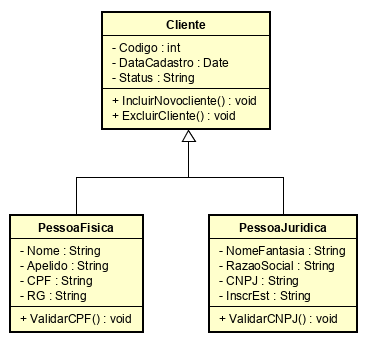 Cliente
- Codigo : int
- DataCadastro : Date
- Status : String
+ IncluirNovocliente() : void
+ ExcluirCliente() : void
PessoaFisica
- Nome : String
- Apelido : String
- CPF : String
- RG : String
+ ValidarCPF() : void
PessoaJuridica
- NomeFantasia : String
- RazaoSocial : String
- CNPJ : String
- InscrEst : String
+ ValidarCNPJ() : void